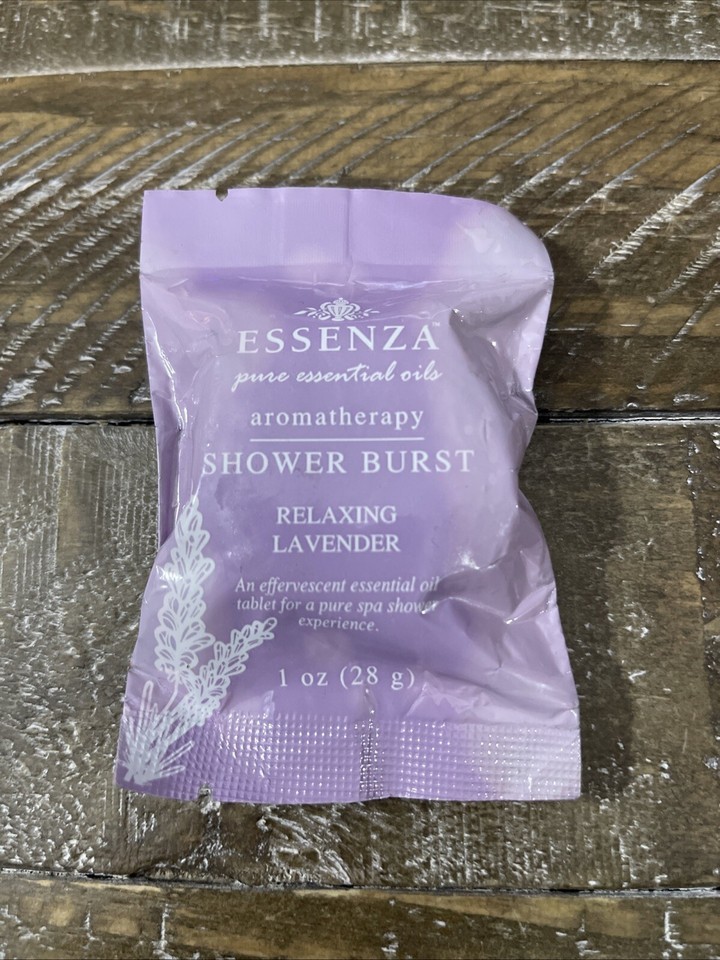 ESSENZA™
pure essential oils
aromatherapy
SHOWER BURST
RELAXING
LAVENDER
An effervescent essential oil
tablet for a pure spa shower
experience.
1 oz (28 g)